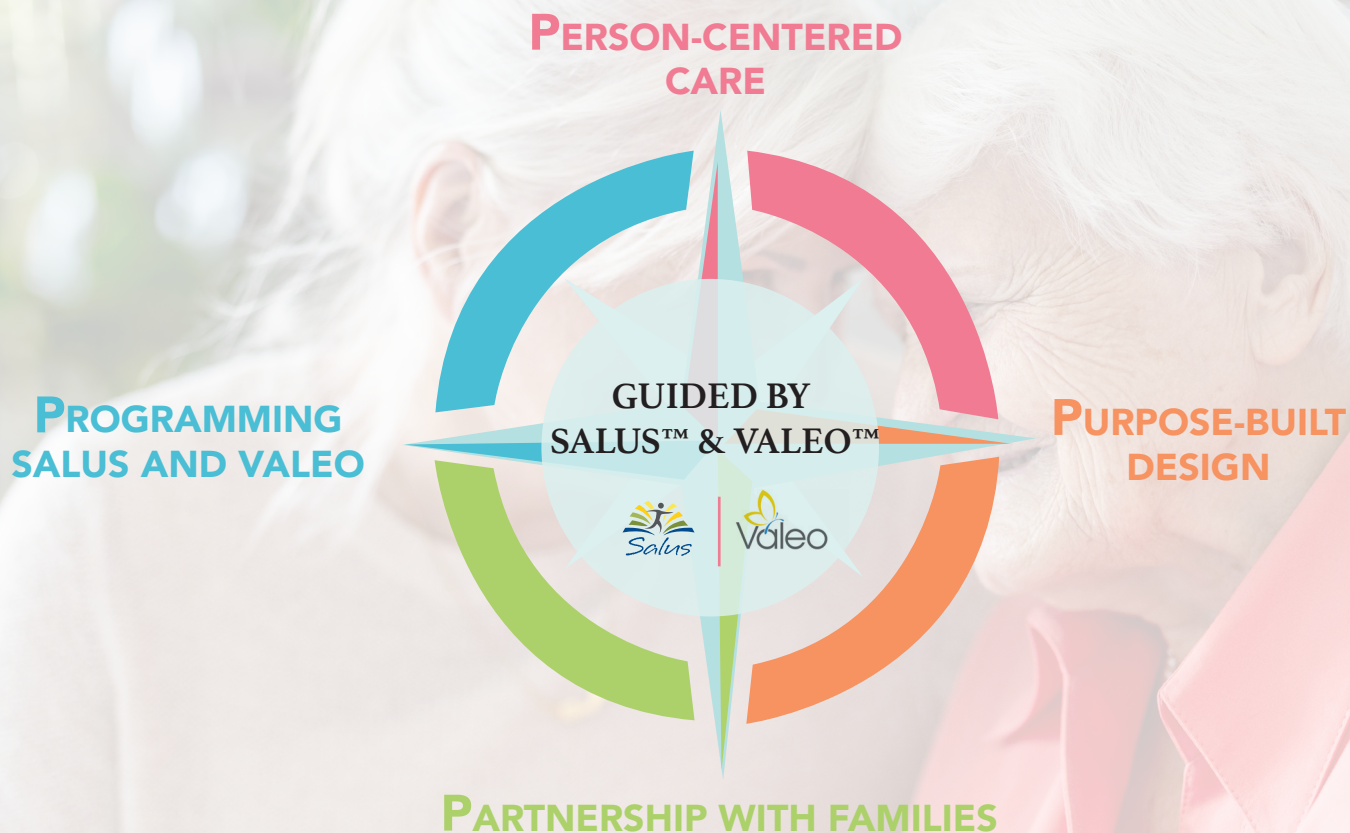 PERSON-CENTERED
CARE
GUIDED BY
SALUS™ & VALEO™
PROGRAMMING
SALUS AND VALEO
PURPOSE-BUILT
DESIGN
Salus
Valeo
PARTNERSHIP WITH FAMILIES